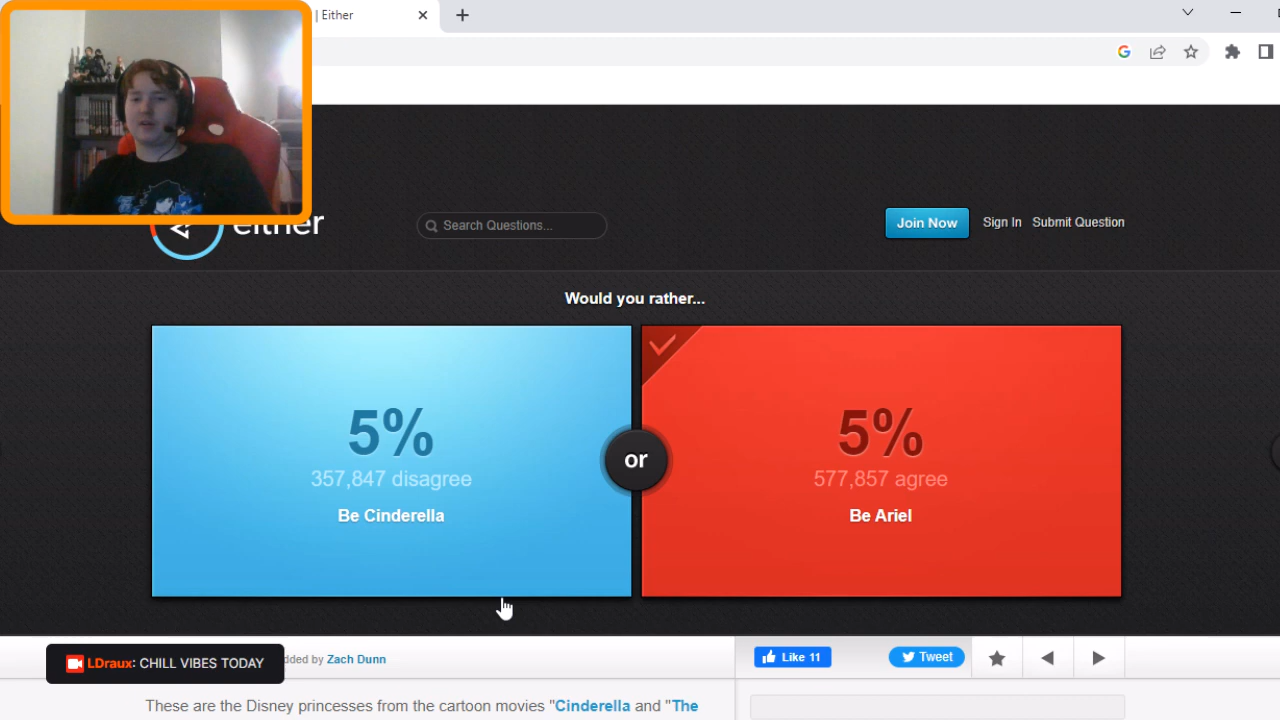 | Either
either
Search Questions...
Join Now
Sign In
Submit Question
Would you rather...
5%
357,847 disagree
Be Cinderella
or
5%
577,857 agree
Be Ariel
LDraux: CHILL VIBES TODAY
dded by Zach Dunn
Like 11
Tweet
These are the Disney princesses from the cartoon movies "Cinderella and "The